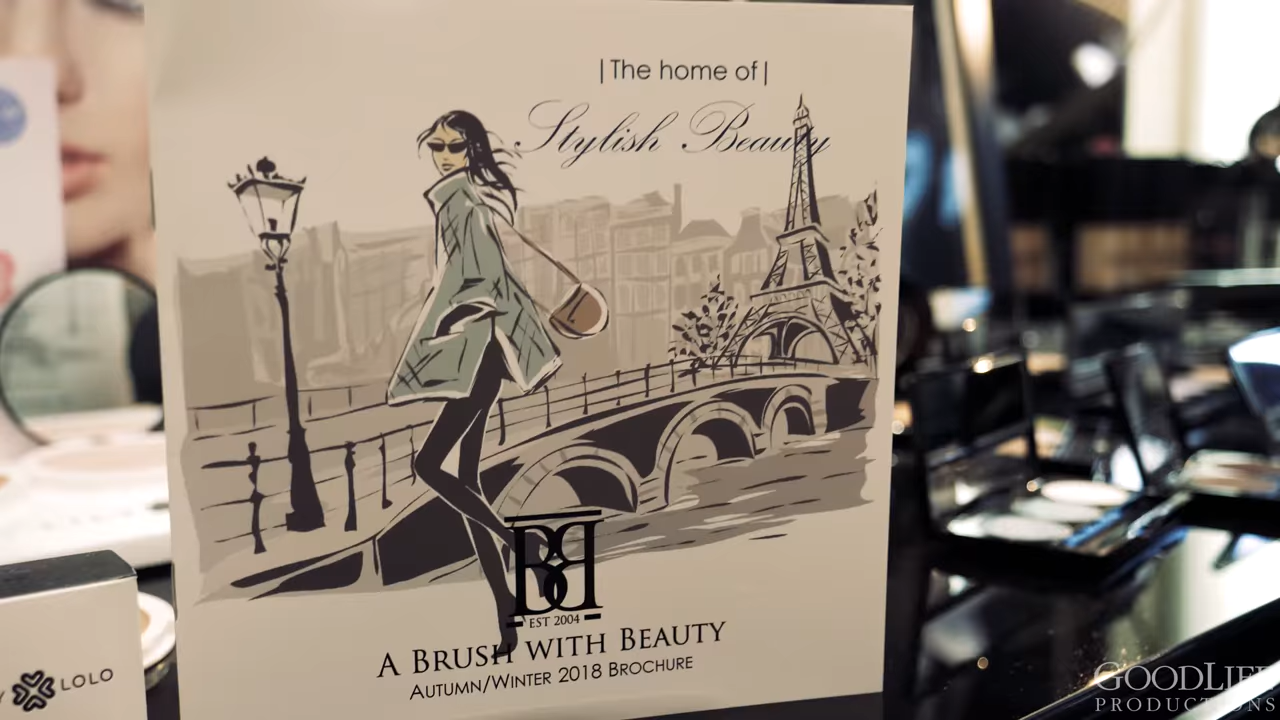 |The home of|
Stylish Beauty
BB
EST 2004
A BRUSH WITH BEAUTY
AUTUMN/WINTER 2018 BROCHURE
Y LOLO
GOODLIFE
PRODUCTIONS